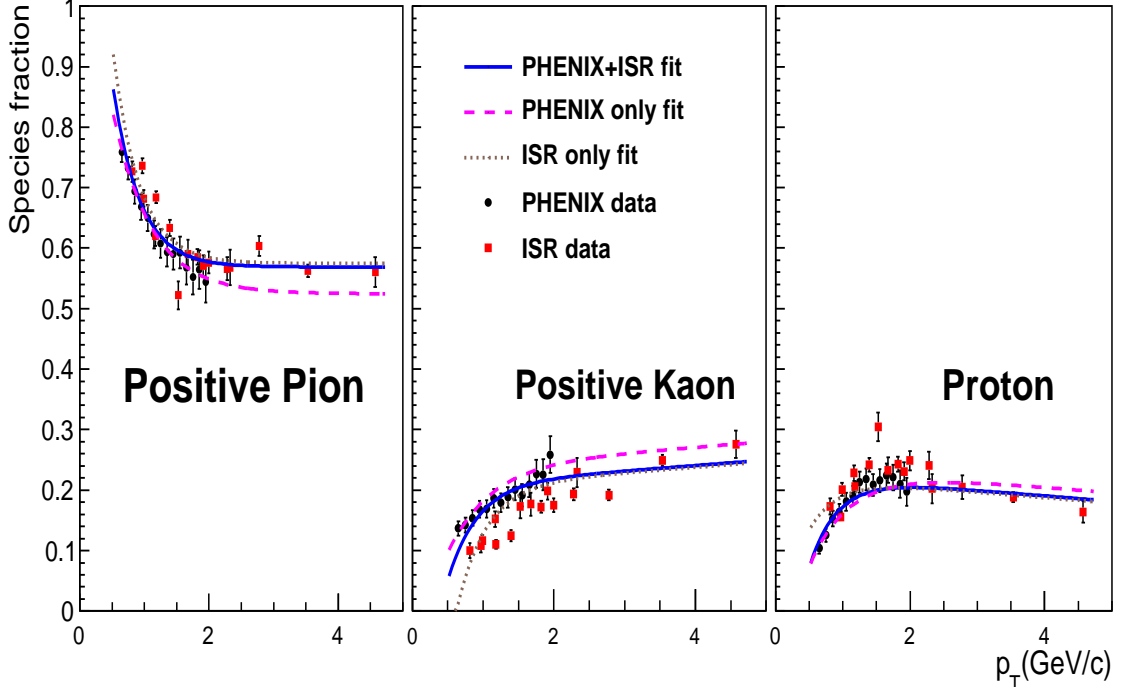 Species fraction
1
0.9
0.8
0.7
0.6
0.5
0.4
0.3
0.2
0.1
0
PHENIX+ISR fit
PHENIX only fit
ISR only fit
PHENIX data
ISR data
Positive Pion
Positive Kaon
Proton
0 2 4
0 2 4
0 2 4
p_T(GeV/c)